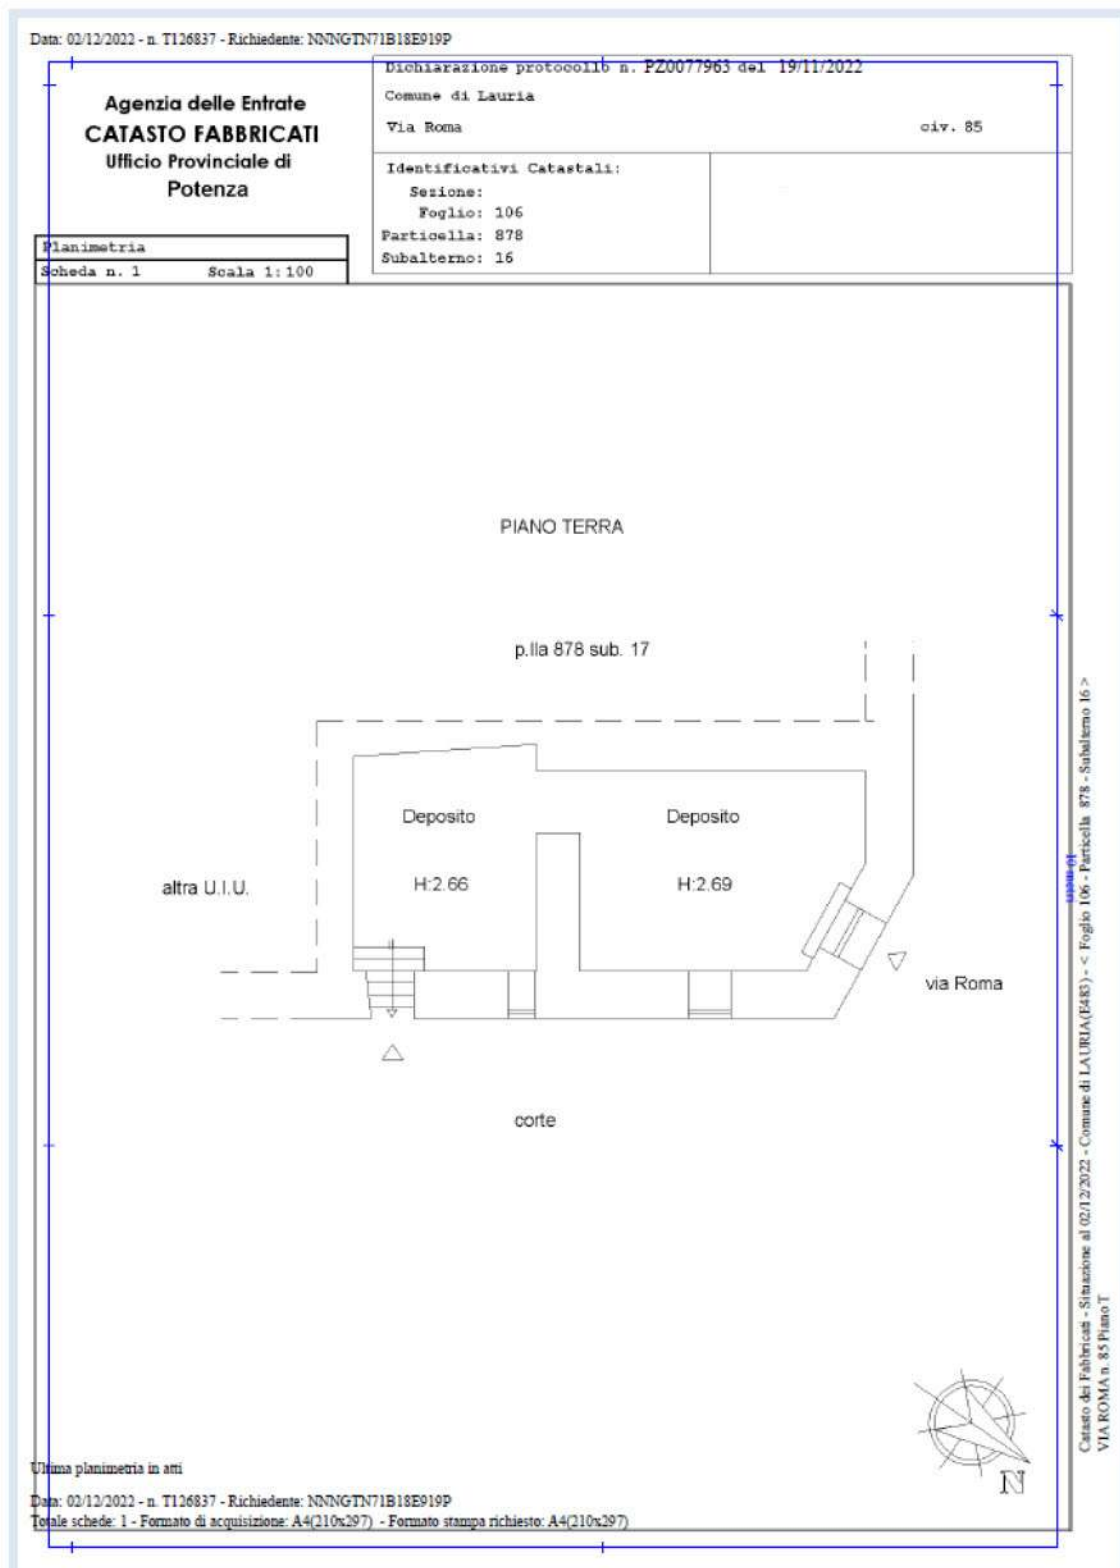 Data: 02/12/2022 - n. T126837 - Richiedente: NNNGTN71B18E919P
Agenzia delle Entrate
CATASTO FABBRICATI
Ufficio Provinciale di
Potenza
Dichiarazione protocollo n. PZ0077963 del 19/11/2022
Comune di Lauria
Via Roma civ. 85
Identificativi Catastali:
Sezione:
Foglio: 106
Particella: 878
Subalterno: 16
Planimetria
Scheda n. 1 Scala 1:100
PIANO TERRA
p.lla 878 sub. 17
Deposito Deposito
H:2.66 H:2.69
altra U.I.U.
via Roma
corte
10 metri
Catasto dei Fabbricati - Situazione al 02/12/2022 - Comune di LAURIA(E483) - < Foglio 106 - Particella 878 - Subalterno 16 >
VIA ROMA n. 85 Piano T
N
Ultima planimetria in atti
Data: 02/12/2022 - n. T126837 - Richiedente: NNNGTN71B18E919P
Totale schede: 1 - Formato di acquisizione: A4(210x297) - Formato stampa richiesto: A4(210x297)